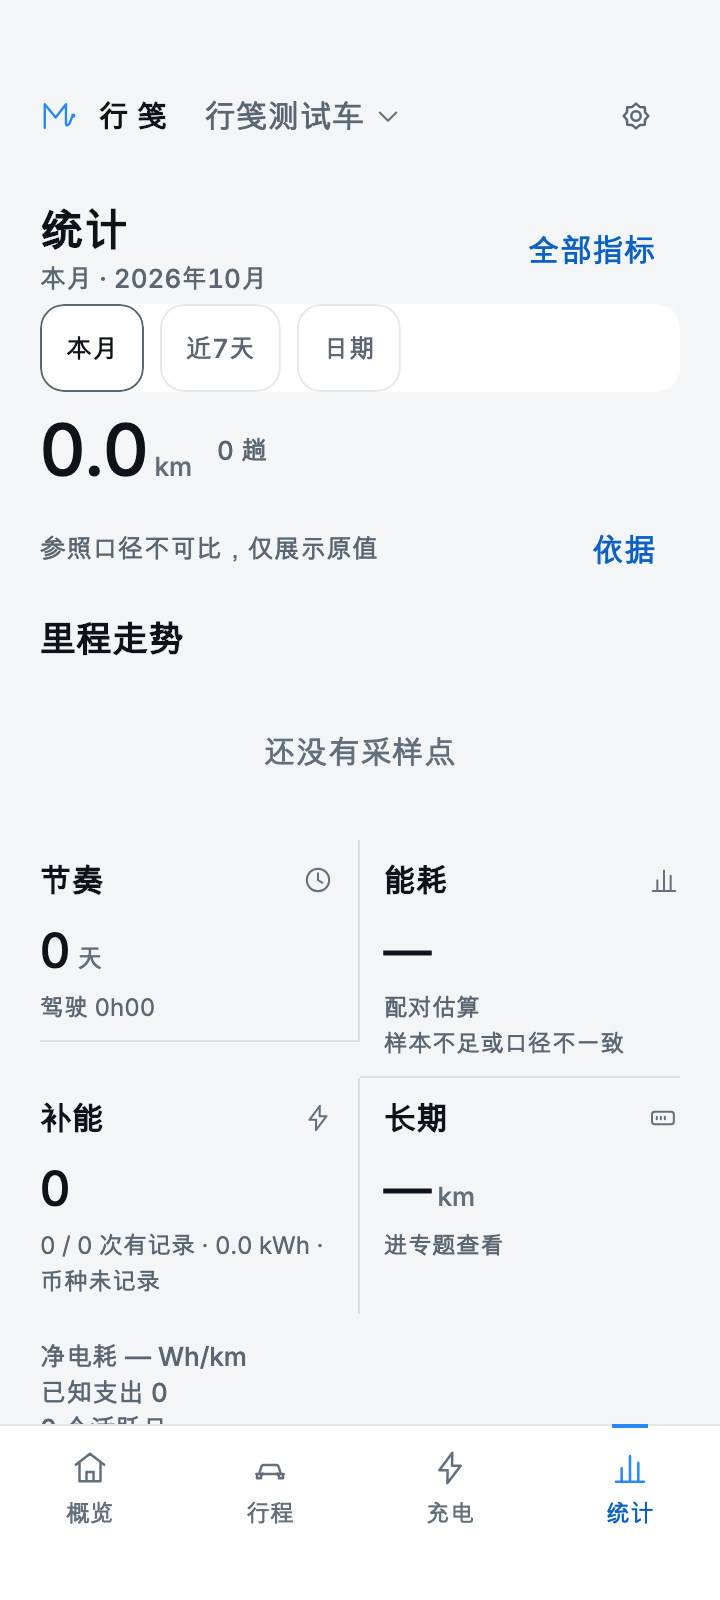 行笺 行笺测试车
统计
全部指标
本月 · 2026年10月
本月 近7天 日期
0.0 km 0 趟
参照口径不可比，仅展示原值 依据
里程走势
还没有采样点
节奏
0 天
驾驶 0h00
能耗
—
配对估算
样本不足或口径不一致
补能
0
0 / 0 次有记录 · 0.0 kWh ·
币种未记录
长期
— km
进专题查看
净电耗 — Wh/km
已知支出 0
概览 行程 充电 统计